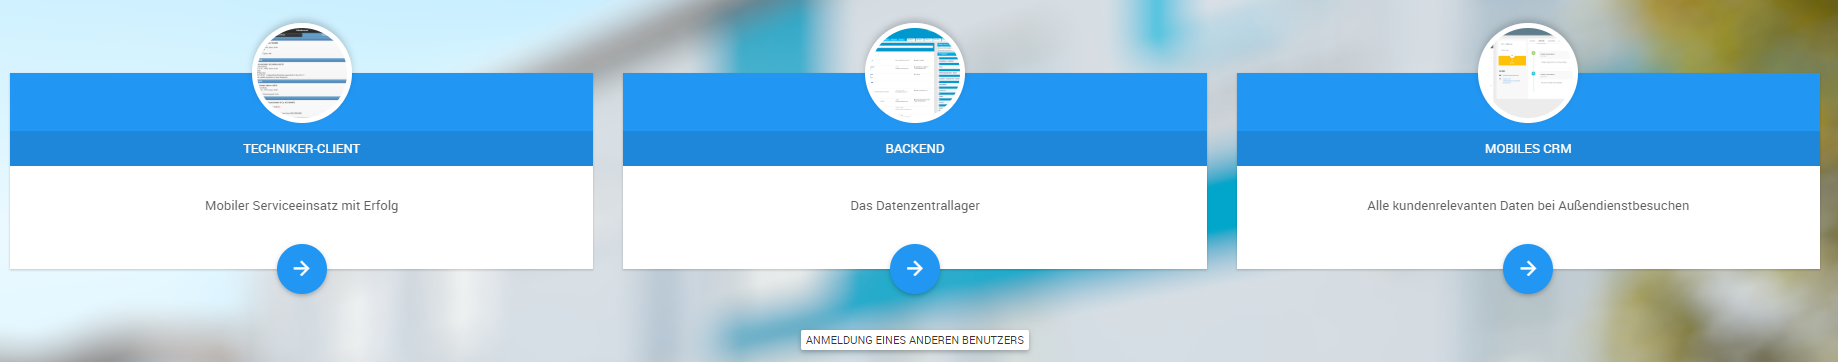 TECHNIKER-CLIENT
Mobiler Serviceeinsatz mit Erfolg
BACKEND
Das Datenzentrallager
MOBILES CRM
Alle kundenrelevanten Daten bei Außendienstbesuchen
ANMELDUNG EINES ANDEREN BENUTZERS